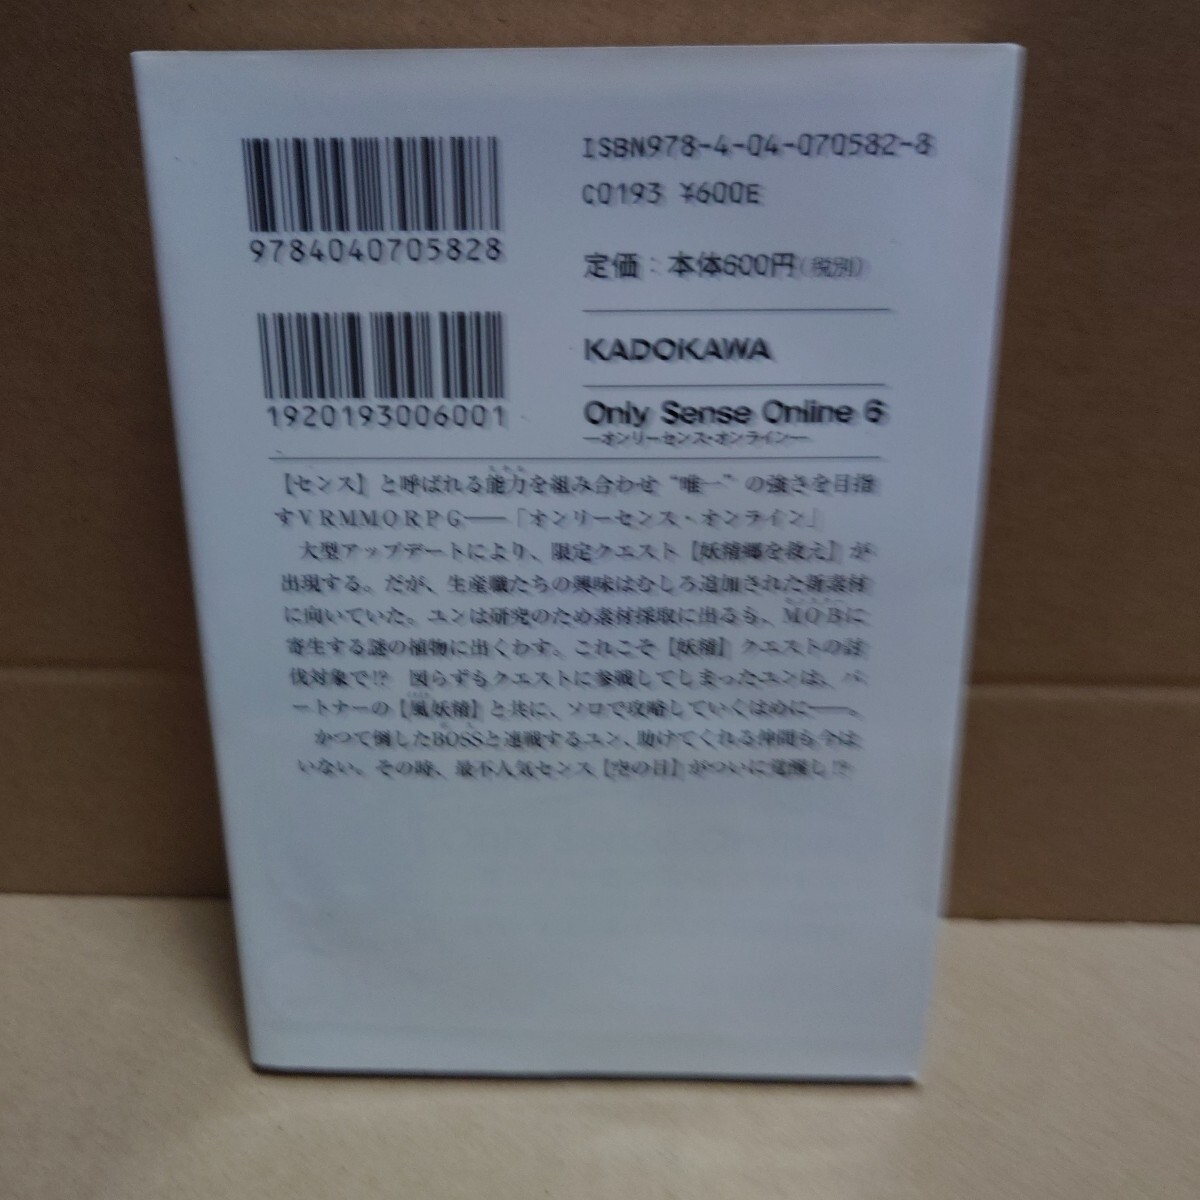 ISBN978-4-04-070582-8
C0193 ¥600E
9784040705828
定価：本体600円(税別)
KADOKAWA
1920193006001
Only Sense Online 6
—オンリーセンス・オンライン—
【センス】と呼ばれる能力を組み合わせ“唯一”の強さを目指
すVRMMORPG——「オンリーセンス・オンライン」
大型アップデートにより、限定クエスト【妖精郷を救え】が
出現する。だが、生産職たちの興味はむしろ追加された新素材
に向いていた。ユンは研究のため素材採取に出るも、MOBに
寄生する謎の植物に出くわす。これこそ【妖精】クエストの討
伐対象で!? 図らずもクエストに参戦してしまったユンは、パ
ートナーの【風妖精】と共に、ソロで攻略していくはめに——。
かつて倒したBOSSと連戦するユン、助けてくれる仲間も今は
いない。その時、最不人気センス【空の目】がついに覚醒し!?